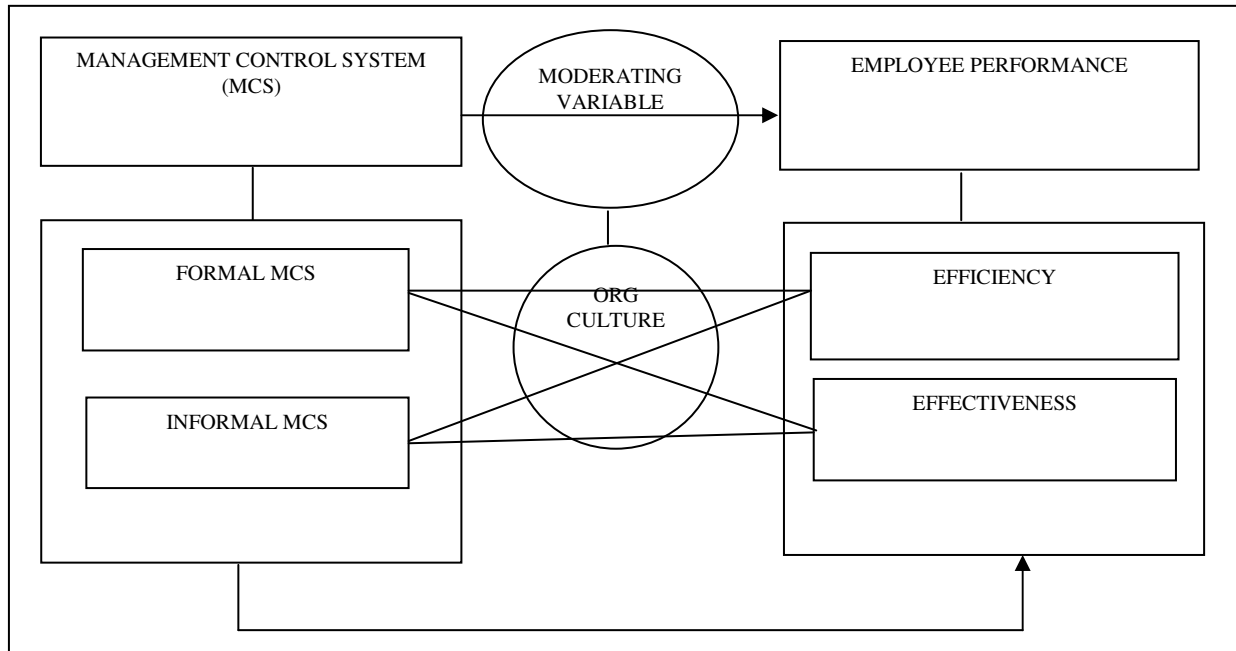 MANAGEMENT CONTROL SYSTEM
(MCS)
MODERATING
VARIABLE
EMPLOYEE PERFORMANCE
FORMAL MCS
ORG
CULTURE
EFFICIENCY
INFORMAL MCS
EFFECTIVENESS